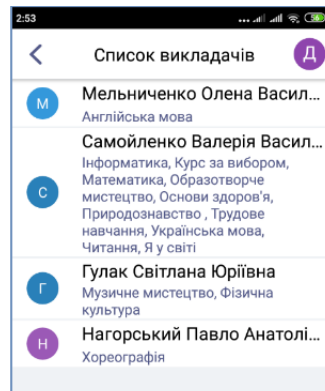 2:53
Список викладачів
Д
М
Мельниченко Олена Васил...
Англійська мова
С
Самойленко Валерія Васил...
Інформатика, Курс за вибором,
Математика, Образотворче
мистецтво, Основи здоров'я,
Природознавство , Трудове
навчання, Українська мова,
Читання, Я у світі
Г
Гулак Світлана Юріївна
Музичне мистецтво, Фізична
культура
Н
Нагорський Павло Анатолі...
Хореографія